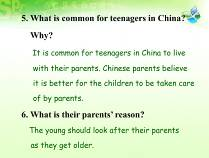 5. What is common for teenagers in China?
Why?
It is common for teenagers in China to live
with their parents. Chinese parents believe
it is better for the children to be taken care
of by parents.
6. What is their parents' reason?
The young should look after their parents
as they get older.